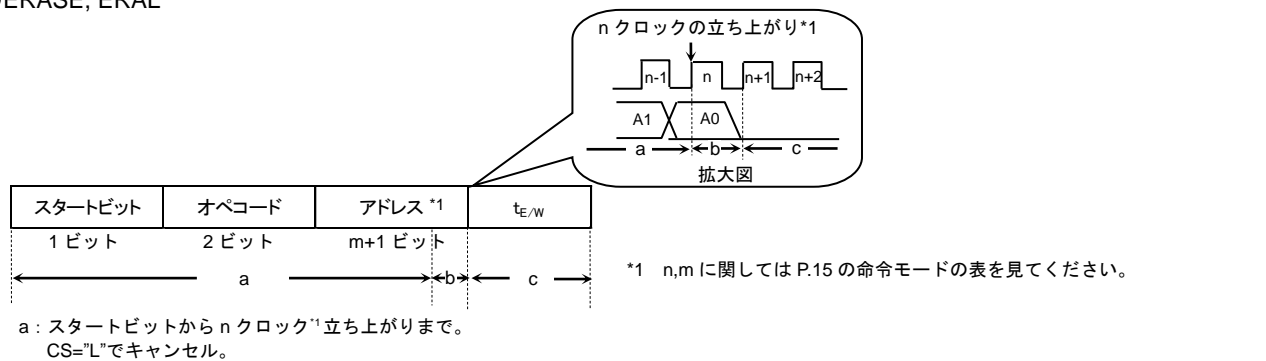 ERASE, ERAL
n クロックの立ち上がり*1
n-1 n n+1 n+2
A1 A0
a b c
拡大図
スタートビット オペコード アドレス *1 tE/W
1 ビット 2 ビット m+1 ビット
a b c
*1 n,m に関しては P.15 の命令モードの表を見てください。
a : スタートビットから n クロック*1 立ち上がりまで。
CS="L"でキャンセル。